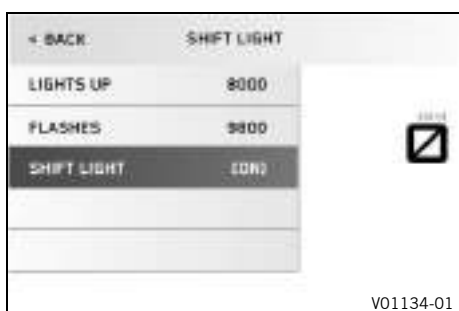 < BACK SHIFT LIGHT
LIGHTS UP 8000
FLASHES 9800
SHIFT LIGHT [ON]
V01134-01